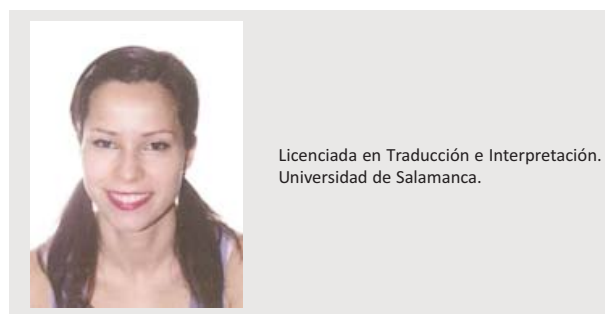 Licenciada en Traducción e Interpretación.
Universidad de Salamanca.